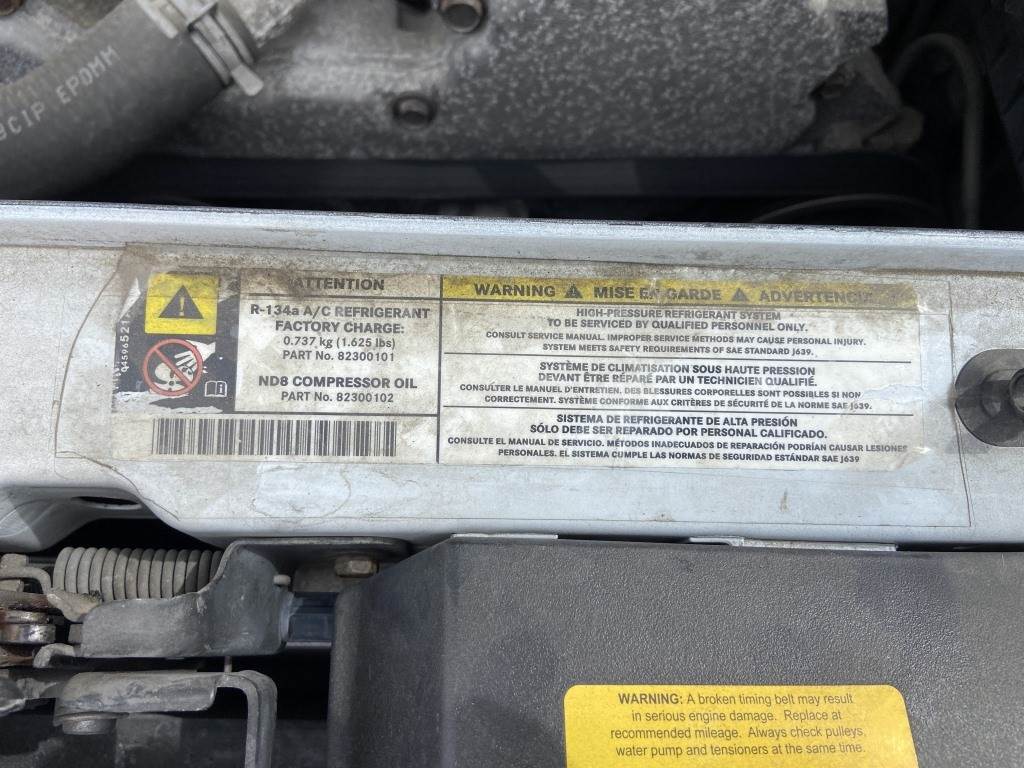 9CIP EPDMM
94596521
ATTENTION
R-134a A/C REFRIGERANT
FACTORY CHARGE:
0.737 kg (1.625 lbs)
PART No. 82300101
ND8 COMPRESSOR OIL
PART No. 82300102
WARNING MISE EN GARDE ADVERTENCIA
HIGH-PRESSURE REFRIGERANT SYSTEM
TO BE SERVICED BY QUALIFIED PERSONNEL ONLY.
CONSULT SERVICE MANUAL. IMPROPER SERVICE METHODS MAY CAUSE PERSONAL INJURY.
SYSTEM MEETS SAFETY REQUIREMENTS OF SAE STANDARD J639.
SYSTÈME DE CLIMATISATION SOUS HAUTE PRESSION
DEVANT ÊTRE RÉPARÉ PAR UN TECHNICIEN QUALIFIÉ.
CONSULTER LE MANUEL D'ENTRETIEN. DES BLESSURES CORPORELLES SONT POSSIBLES SI NON
CORRECTEMENT. SYSTÈME CONFORME AUX CRITÈRES DE SÉCURITÉ DE LA NORME SAE J639.
SISTEMA DE REFRIGERANTE DE ALTA PRESIÓN
SÓLO DEBE SER REPARADO POR PERSONAL CALIFICADO.
CONSULTE EL MANUAL DE SERVICIO. MÉTODOS INADECUADOS DE REPARACIÓN PODRÍAN CAUSAR LESIONES
PERSONALES. EL SISTEMA CUMPLE LAS NORMAS DE SEGURIDAD ESTÁNDAR SAE J639
WARNING: A broken timing belt may result
in serious engine damage. Replace at
recommended mileage. Always check pulleys,
water pump and tensioners at the same time.